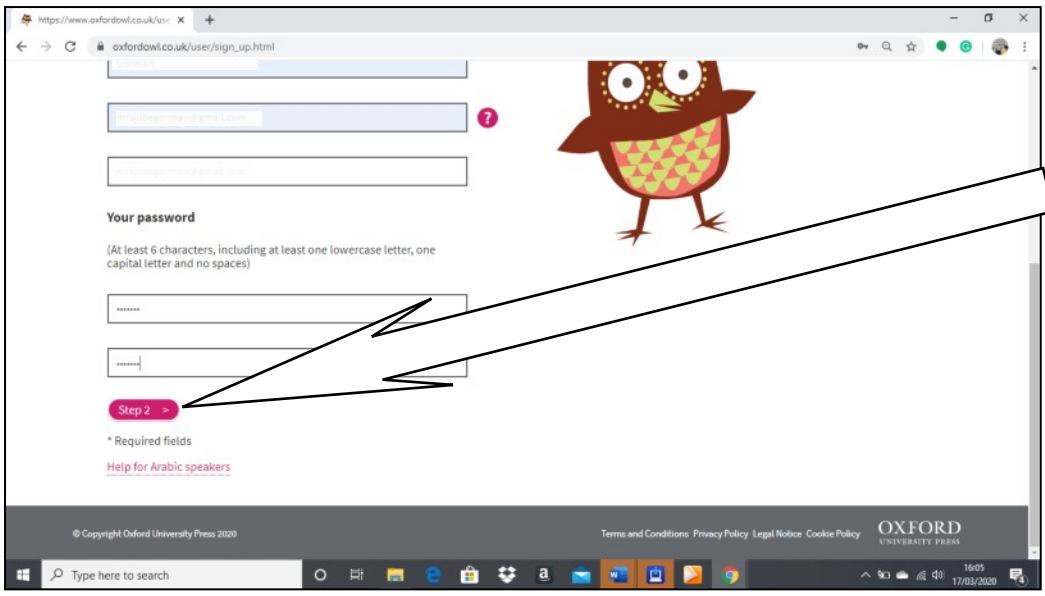 https://www.oxfordowl.co.uk/use
oxfordowl.co.uk/user/sign_up.html
?
Your password
(At least 6 characters, including at least one lowercase letter, one
capital letter and no spaces)
Step 2 >
* Required fields
Help for Arabic speakers
© Copyright Oxford University Press 2020
Terms and Conditions Privacy Policy Legal Notice Cookie Policy
OXFORD
UNIVERSITY PRESS
Type here to search
16:05
17/03/2020